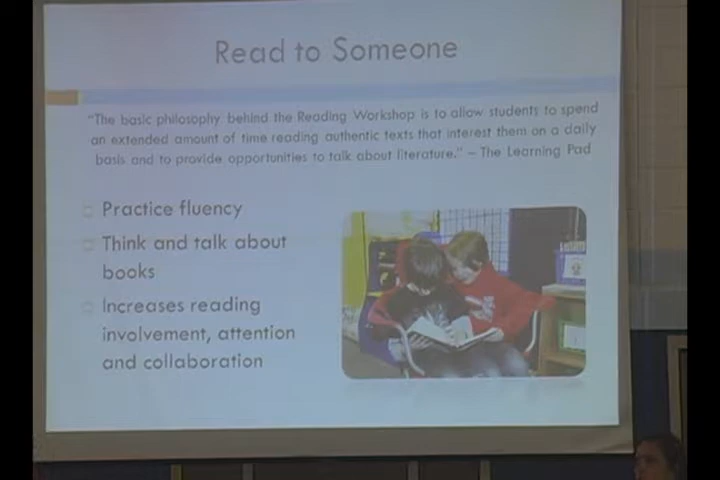 Read to Someone
"The basic philosophy behind the Reading Workshop is to allow students to spend
an extended amount of time reading authentic texts that interest them on a daily
basis and to provide opportunities to talk about literature." – The Learning Pad
Practice fluency
Think and talk about
books
Increases reading
involvement, attention
and collaboration